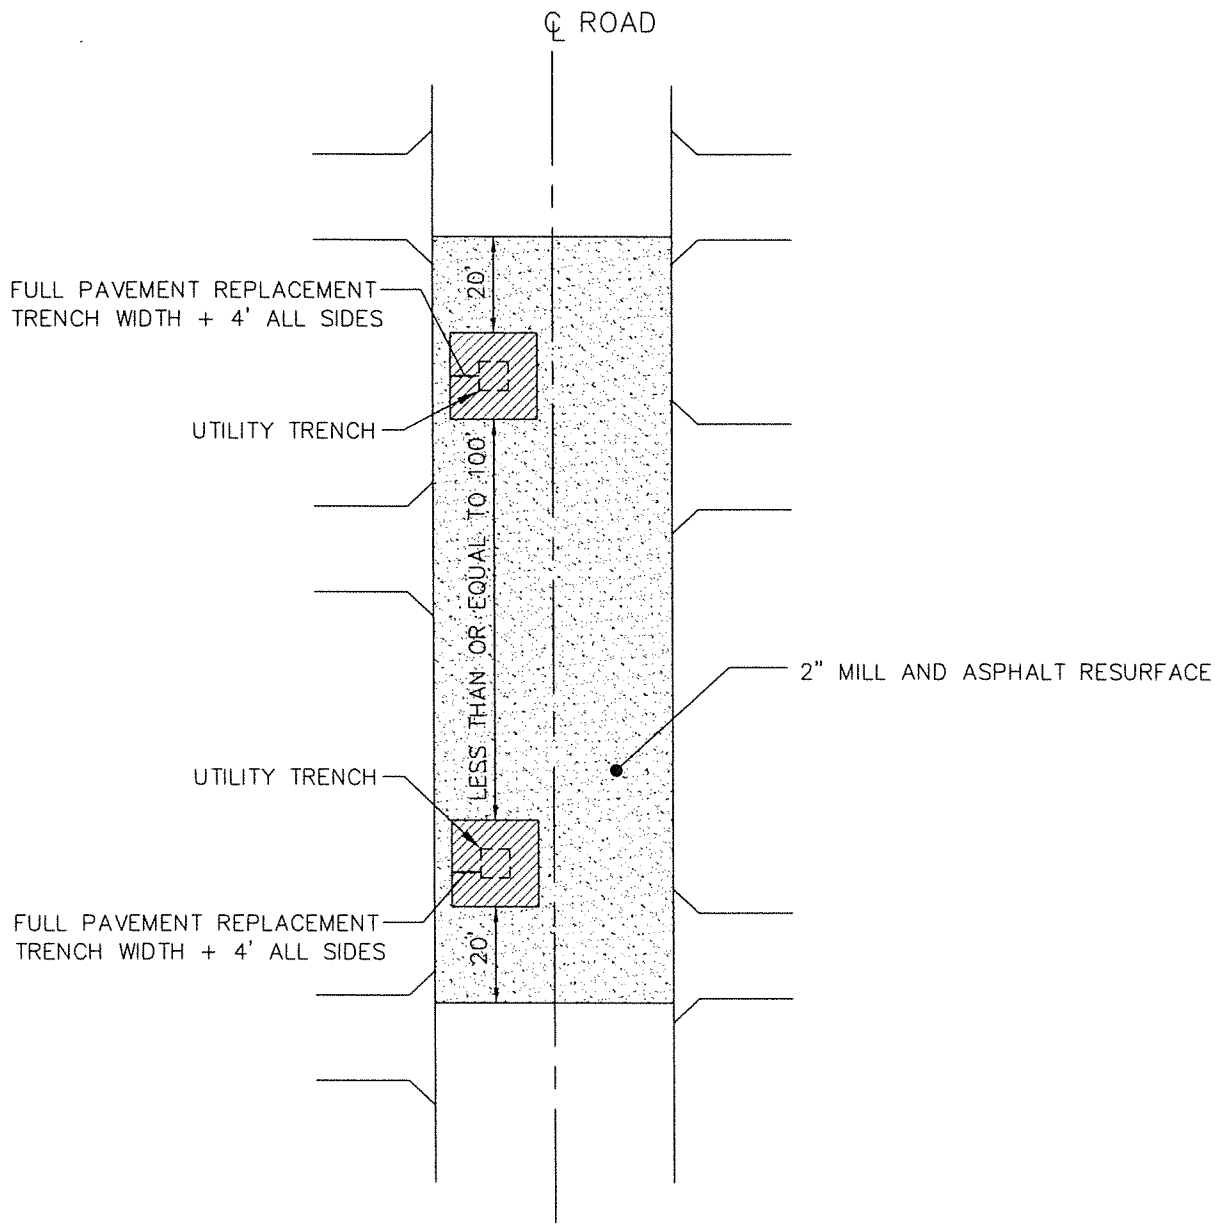 ℄ ROAD
20'
FULL PAVEMENT REPLACEMENT
TRENCH WIDTH + 4' ALL SIDES
UTILITY TRENCH
LESS THAN OR EQUAL TO 100'
2" MILL AND ASPHALT RESURFACE
UTILITY TRENCH
FULL PAVEMENT REPLACEMENT
TRENCH WIDTH + 4' ALL SIDES
20'